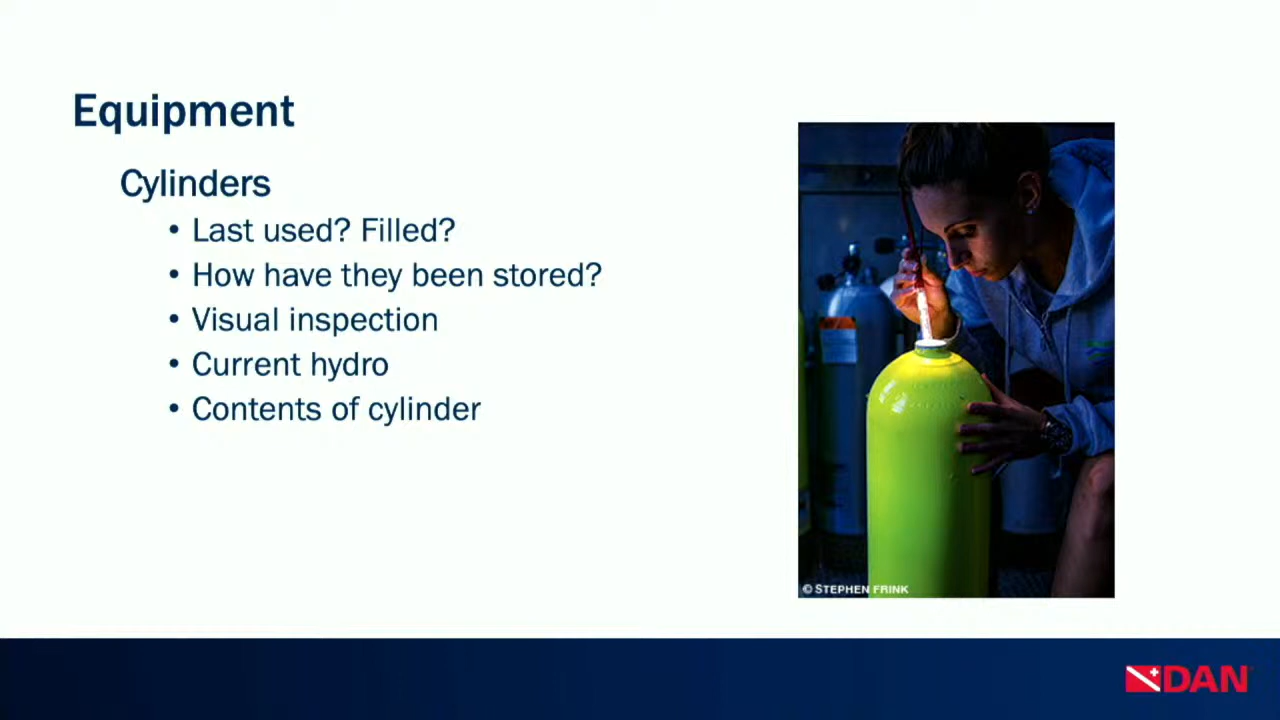 Equipment
Cylinders
• Last used? Filled?
• How have they been stored?
• Visual inspection
• Current hydro
• Contents of cylinder
© STEPHEN FRINK
DAN